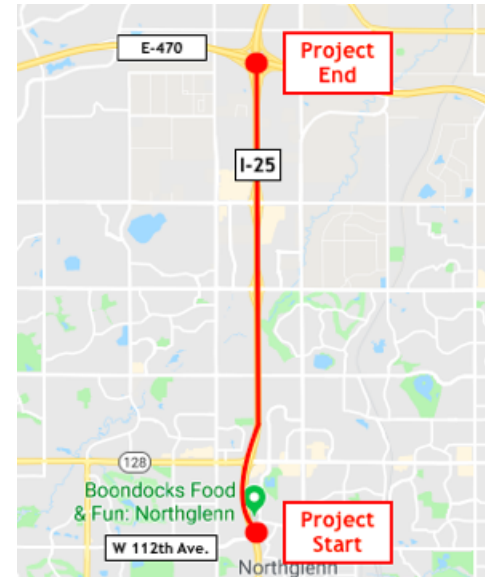 E-470
Project
End
I-25
128
Boondocks Food
& Fun: Northglenn
Project
Start
W 112th Ave.
Northglenn